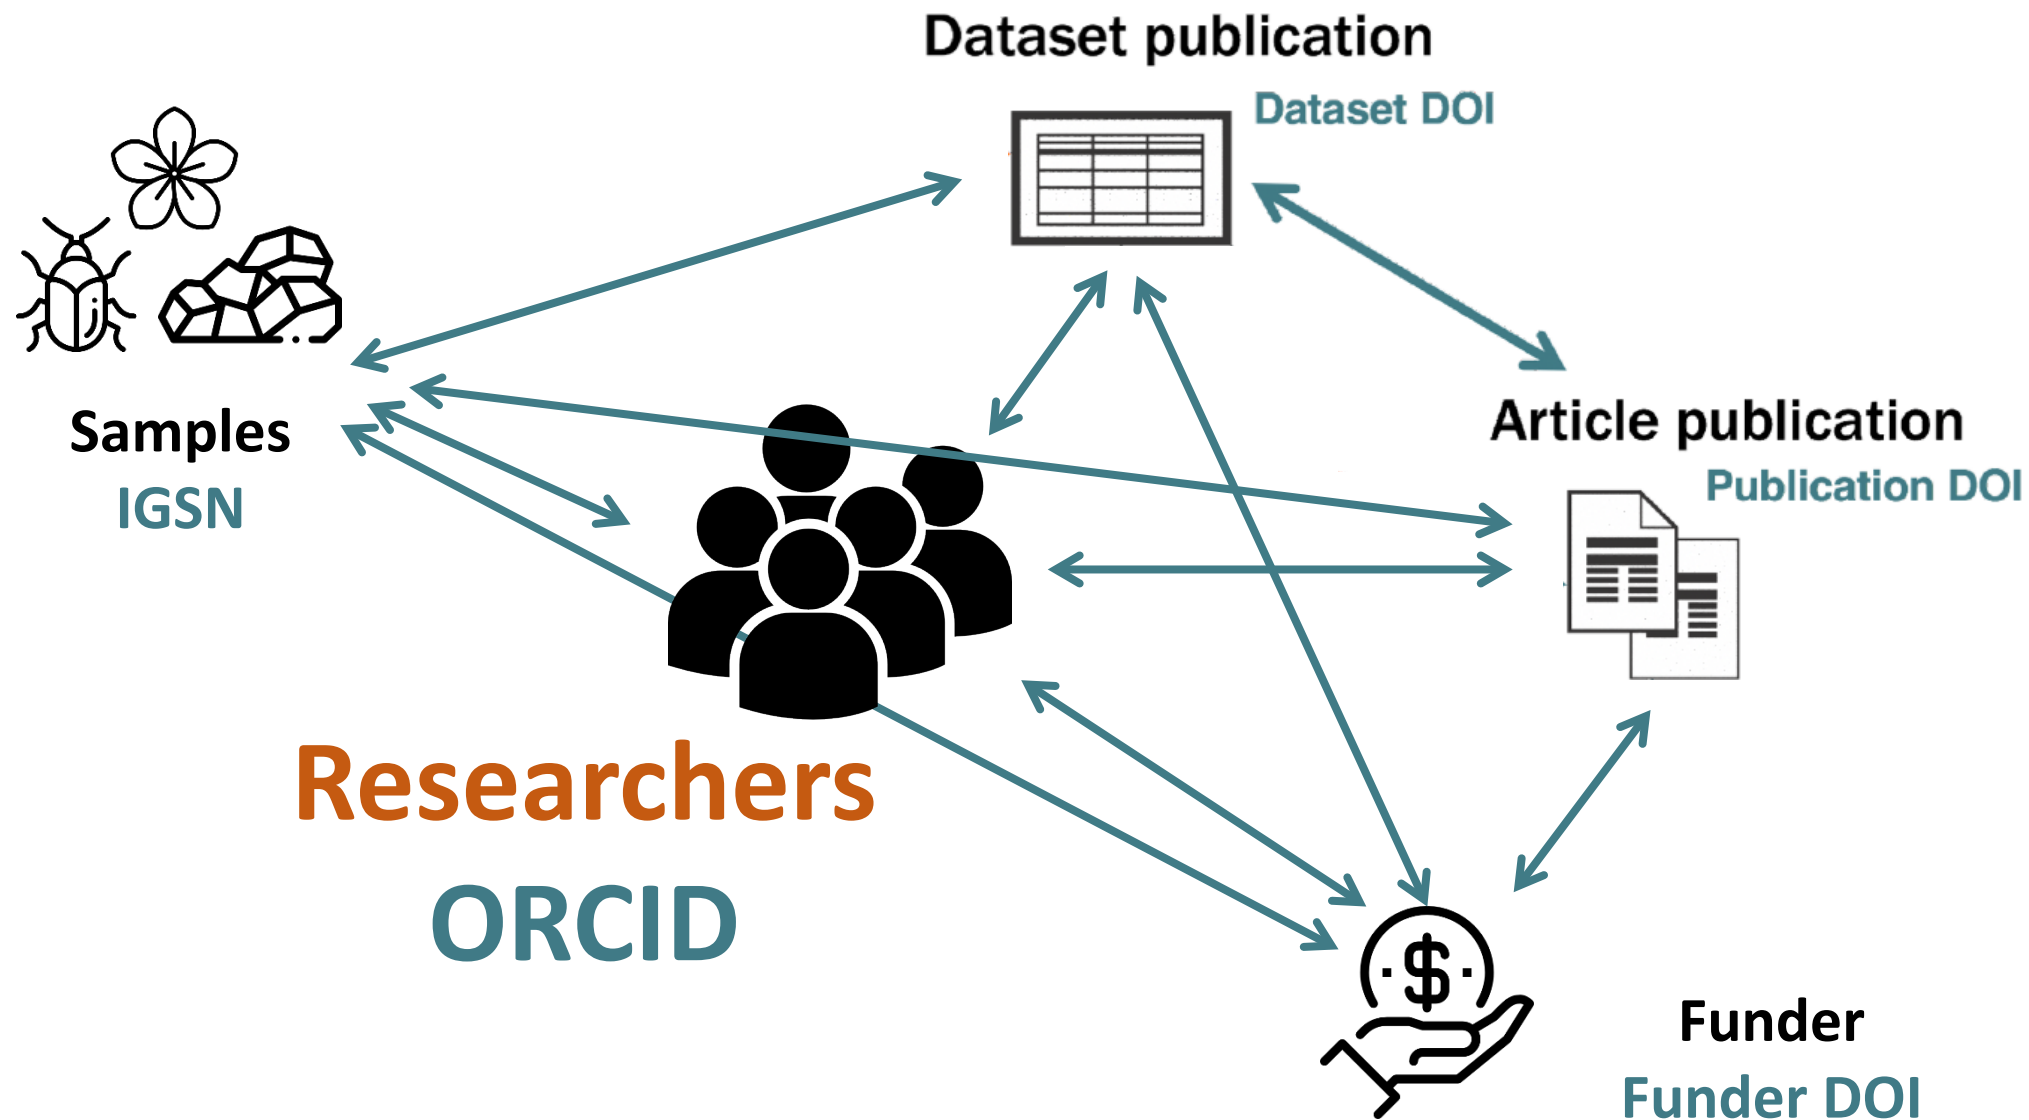 Dataset publication
Dataset DOI
Samples
IGSN
Article publication
Publication DOI
Researchers
ORCID
$
Funder
Funder DOI